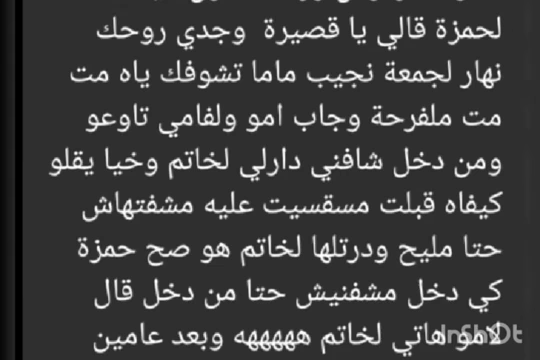 لحمزة قالي يا قصيرة وجدي روحك
نهار لجمعة نجيب ماما تشوفك ياه مت
مت ملفرحة وجاب امو ولفامي تاوعو
ومن دخل شافني دارلي لخاتم وخيا يقلو
كيفاه قبلت مسقسيت عليه مشفتهاش
حتا مليح ودرتلها لخاتم هو صح حمزة
كي دخل مشفنيش حتا من دخل قال
لامو هاتي لخاتم هههههه وبعد عامين
InShOt